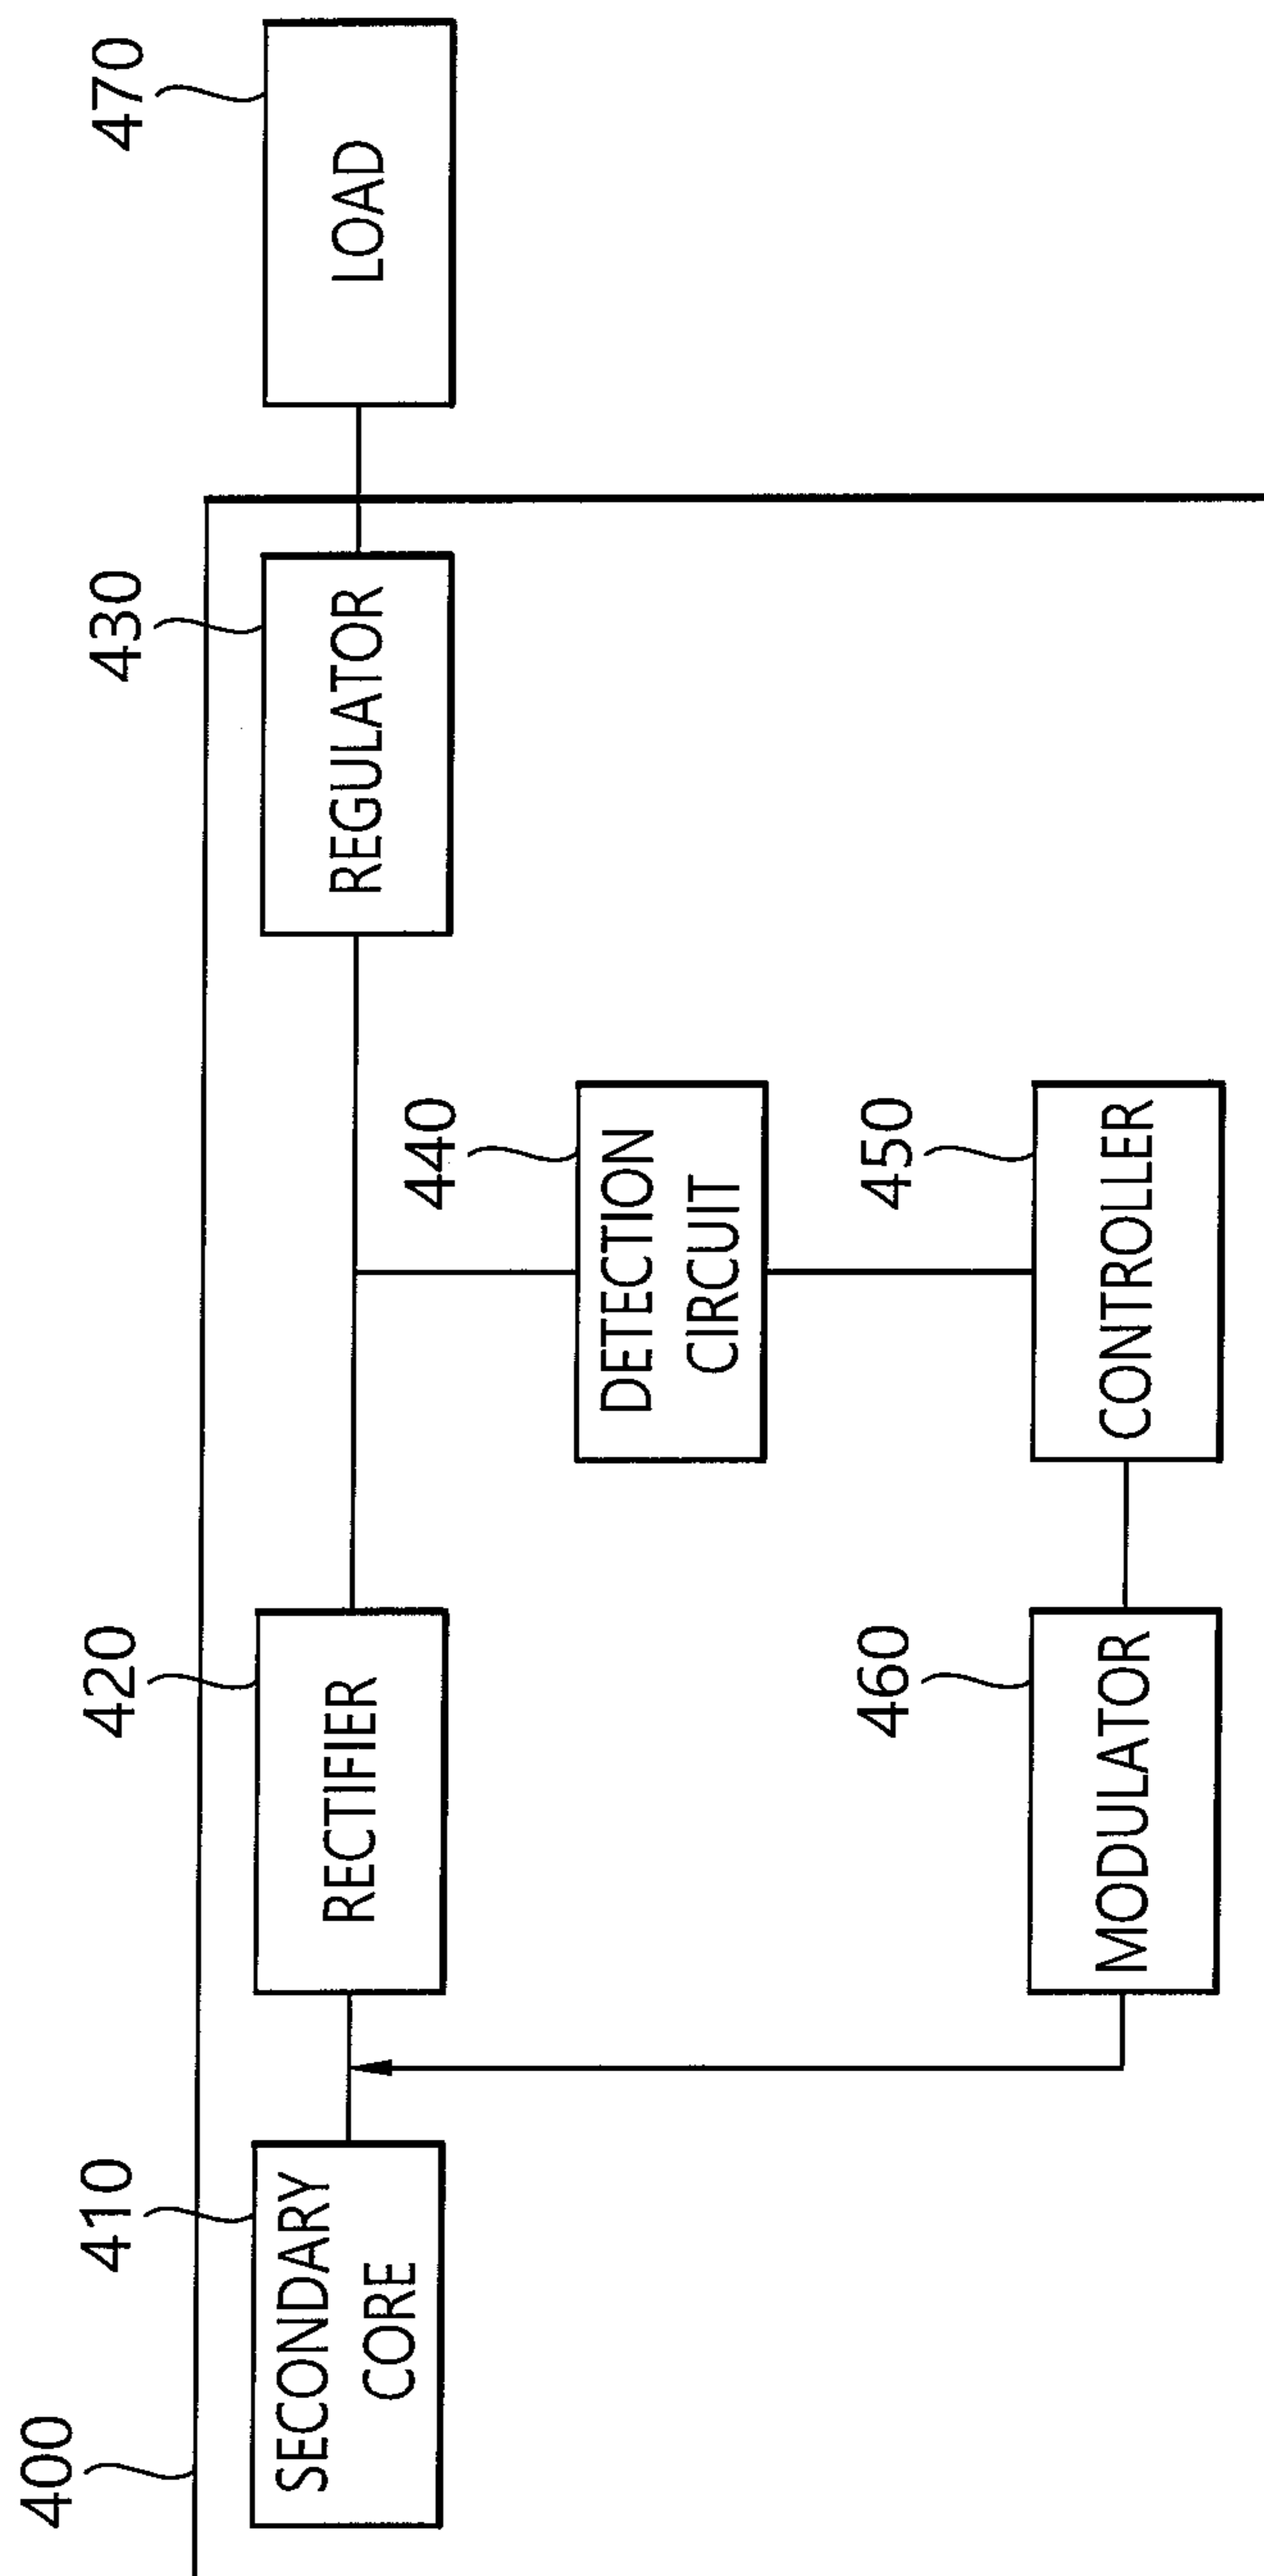 400
410
SECONDARY
CORE
420
RECTIFIER
430
REGULATOR
470
LOAD
440
DETECTION
CIRCUIT
460
MODULATOR
450
CONTROLLER